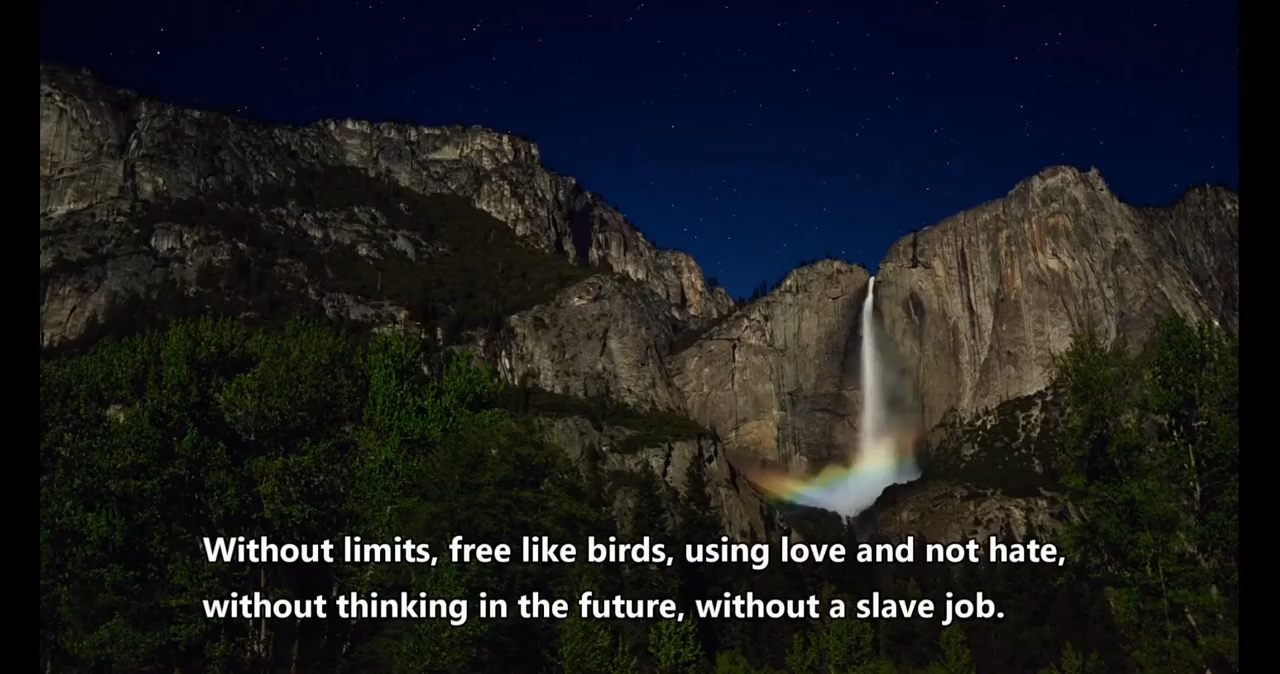 Without limits, free like birds, using love and not hate,
without thinking in the future, without a slave job.